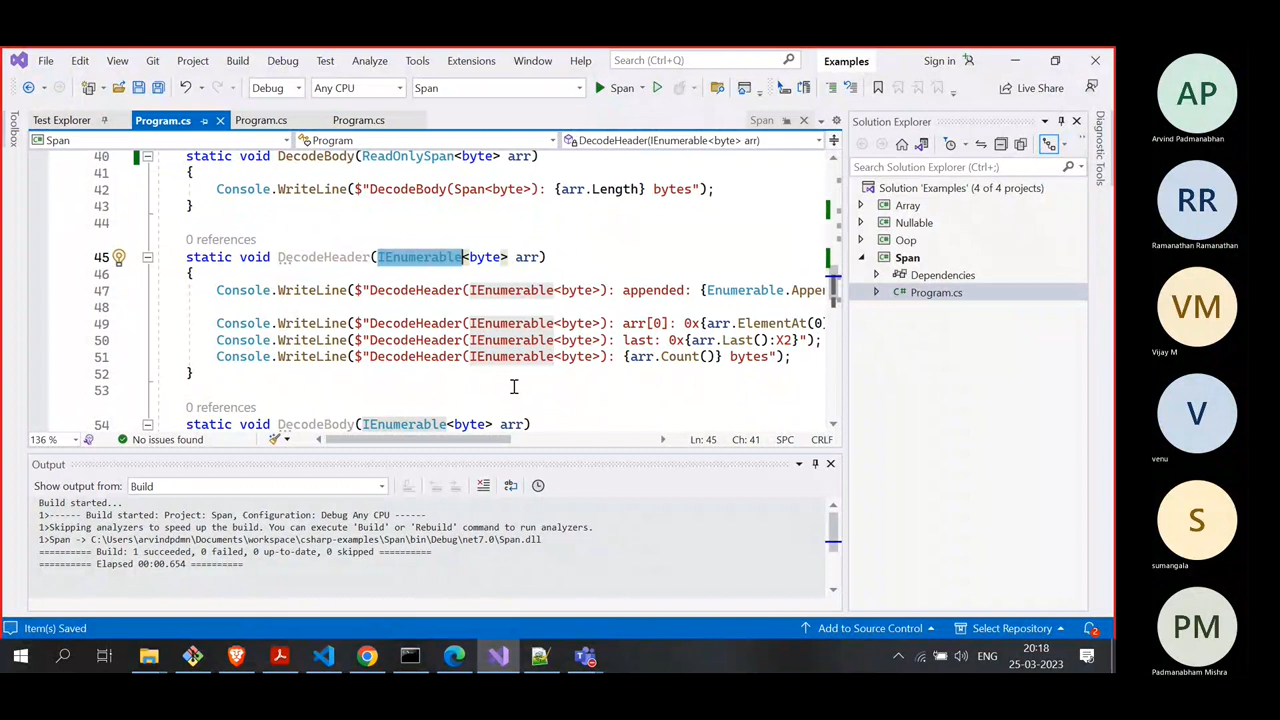 File Edit View Git Project Build Debug Test Analyze Tools Extensions Window Help Search (Ctrl+Q) Examples Sign in
Debug Any CPU Span Span Live Share
Toolbox
Test Explorer Program.cs Program.cs Program.cs Span
Span Program DecodeHeader(IEnumerable<byte> arr)
40 static void DecodeBody(ReadOnlySpan<byte> arr)
41 {
42 Console.WriteLine($"DecodeBody(Span<byte>): {arr.Length} bytes");
43 }
44
0 references
45 static void DecodeHeader(IEnumerable<byte> arr)
46 {
47 Console.WriteLine($"DecodeHeader(IEnumerable<byte>): appended: {Enumerable.Appe
48
49 Console.WriteLine($"DecodeHeader(IEnumerable<byte>): arr[0]: 0x{arr.ElementAt(0
50 Console.WriteLine($"DecodeHeader(IEnumerable<byte>): last: 0x{arr.Last():X2}");
51 Console.WriteLine($"DecodeHeader(IEnumerable<byte>): {arr.Count()} bytes");
52 }
53
0 references
54 static void DecodeBody(IEnumerable<byte> arr)
136 % No issues found Ln: 45 Ch: 41 SPC CRLF
Output
Show output from: Build
Build started...
1>------ Build started: Project: Span, Configuration: Debug Any CPU ------
1>Skipping analyzers to speed up the build. You can execute 'Build' or 'Rebuild' command to run analyzers.
1>Span -> C:\Users\arvindpdmn\Documents\workspace\csharp-examples\Span\bin\Debug\net7.0\Span.dll
========== Build: 1 succeeded, 0 failed, 0 up-to-date, 0 skipped ==========
========== Elapsed 00:00.654 ==========
Solution Explorer
Search Solution Explorer (Ctrl+;)
Solution 'Examples' (4 of 4 projects)
Array
Nullable
Oop
Span
Dependencies
C# Program.cs
Diagnostic Tools
Item(s) Saved Add to Source Control Select Repository 2
ENG 20:18
25-03-2023
AP
Arvind Padmanabhan
RR
Ramanathan Ramanathan
VM
Vijay M
V
venu
S
sumangala
PM
Padmanabham Mishra